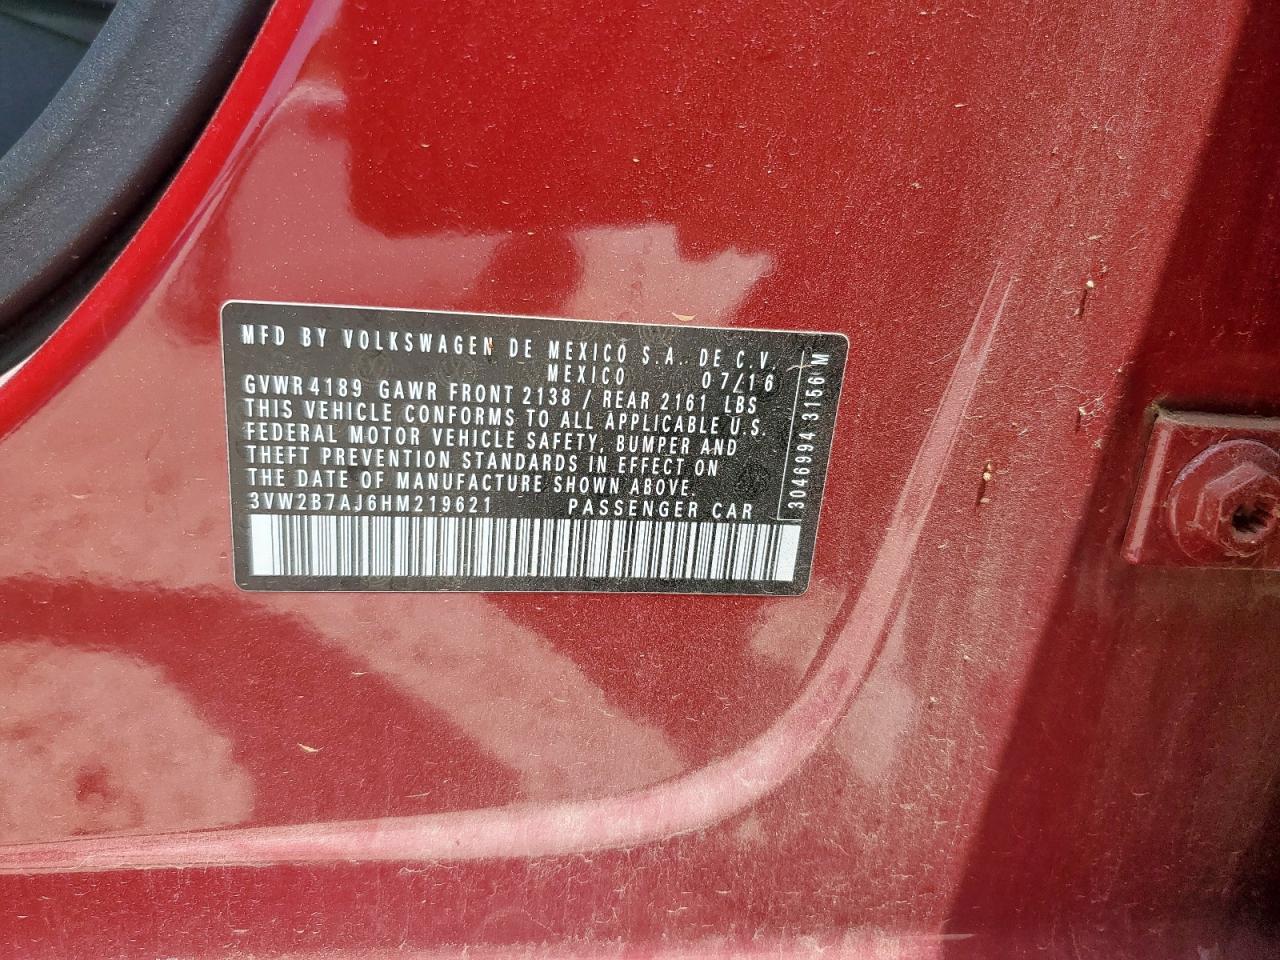 MFD BY VOLKSWAGEN DE MEXICO S.A. DE C.V.
MEXICO 07/16
GVWR 4189 GAWR FRONT 2138 / REAR 2161 LBS
THIS VEHICLE CONFORMS TO ALL APPLICABLE U.S.
FEDERAL MOTOR VEHICLE SAFETY, BUMPER AND
THEFT PREVENTION STANDARDS IN EFFECT ON
THE DATE OF MANUFACTURE SHOWN ABOVE.
3VW2B7AJ6HM219621 PASSENGER CAR
3046994 3156 M